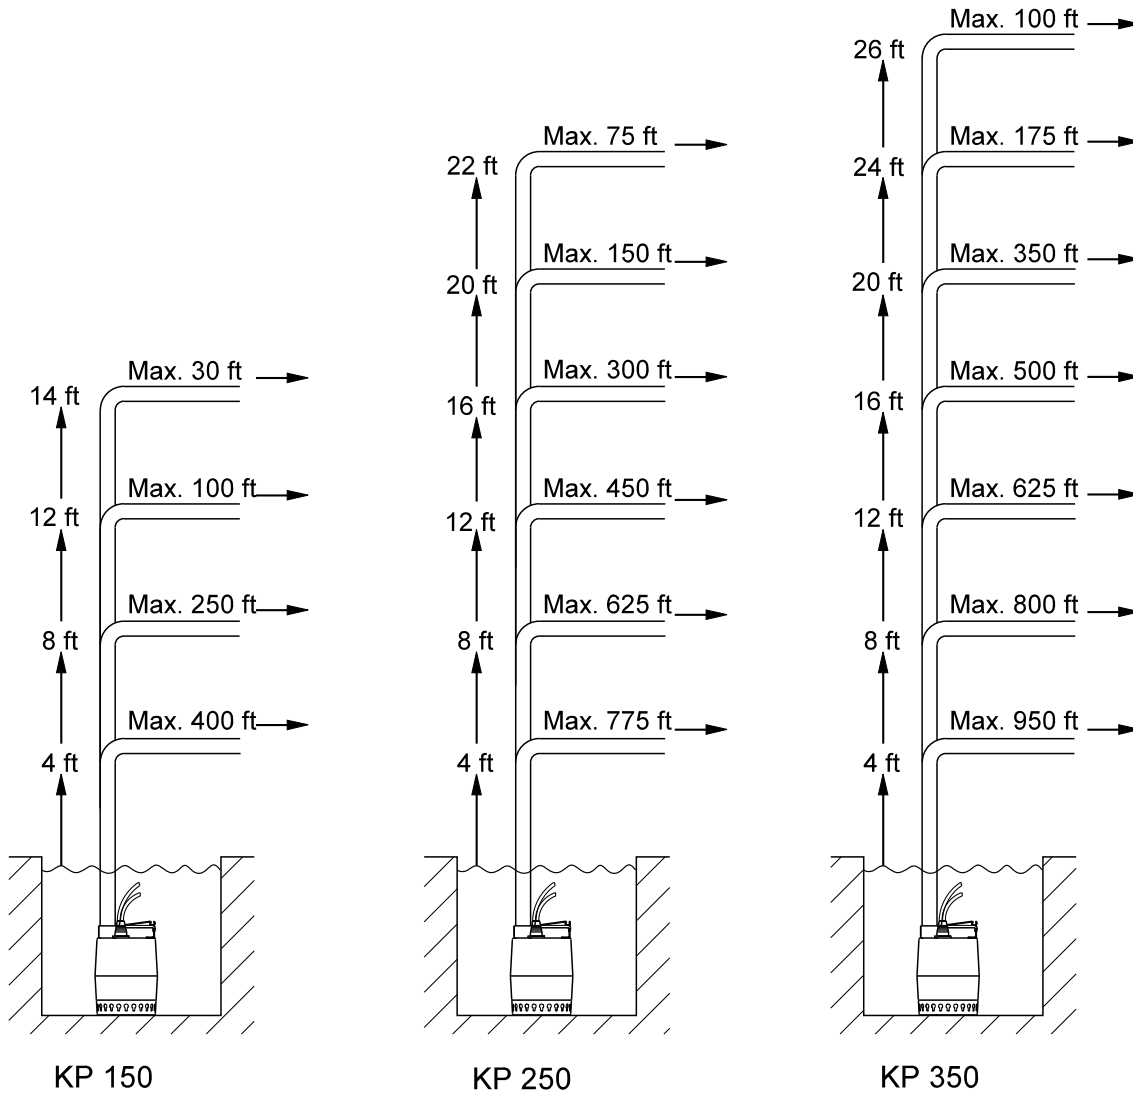 Max. 30 ft
14 ft
Max. 100 ft
12 ft
Max. 250 ft
8 ft
Max. 400 ft
4 ft
KP 150
Max. 75 ft
22 ft
Max. 150 ft
20 ft
Max. 300 ft
16 ft
Max. 450 ft
12 ft
Max. 625 ft
8 ft
Max. 775 ft
4 ft
KP 250
Max. 100 ft
26 ft
Max. 175 ft
24 ft
Max. 350 ft
20 ft
Max. 500 ft
16 ft
Max. 625 ft
12 ft
Max. 800 ft
8 ft
Max. 950 ft
4 ft
KP 350